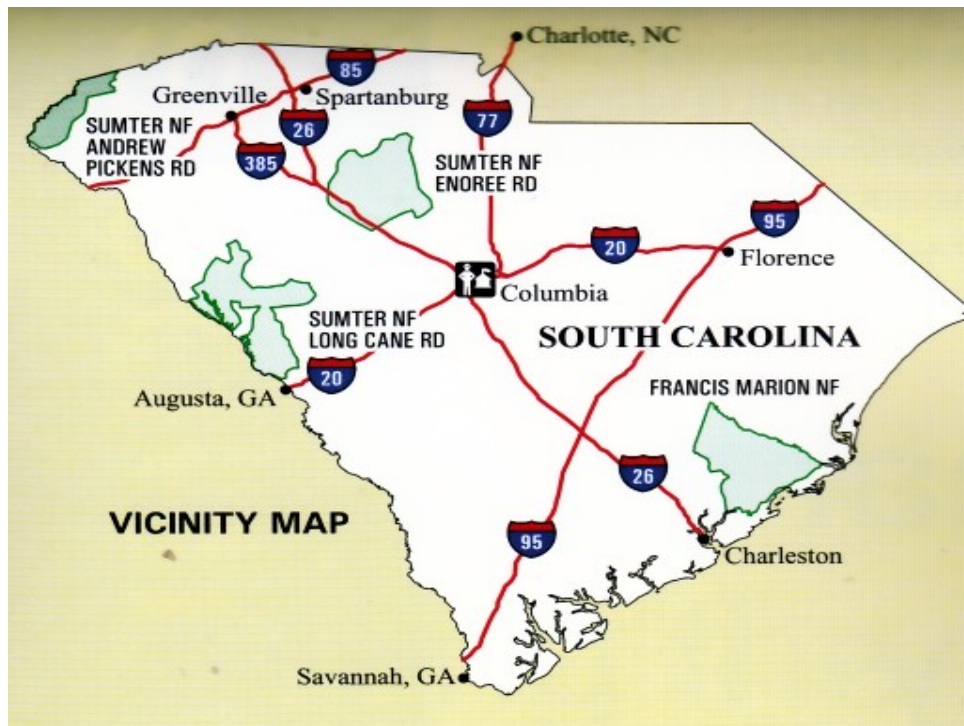 Charlotte, NC
85
Greenville
Spartanburg
77
26
SUMTER NF
ANDREW
PICKENS RD
385
SUMTER NF
ENOREE RD
95
20
Florence
Columbia
SUMTER NF
LONG CANE RD
SOUTH CAROLINA
20
Augusta, GA
FRANCIS MARION NF
26
VICINITY MAP
95
Charleston
Savannah, GA